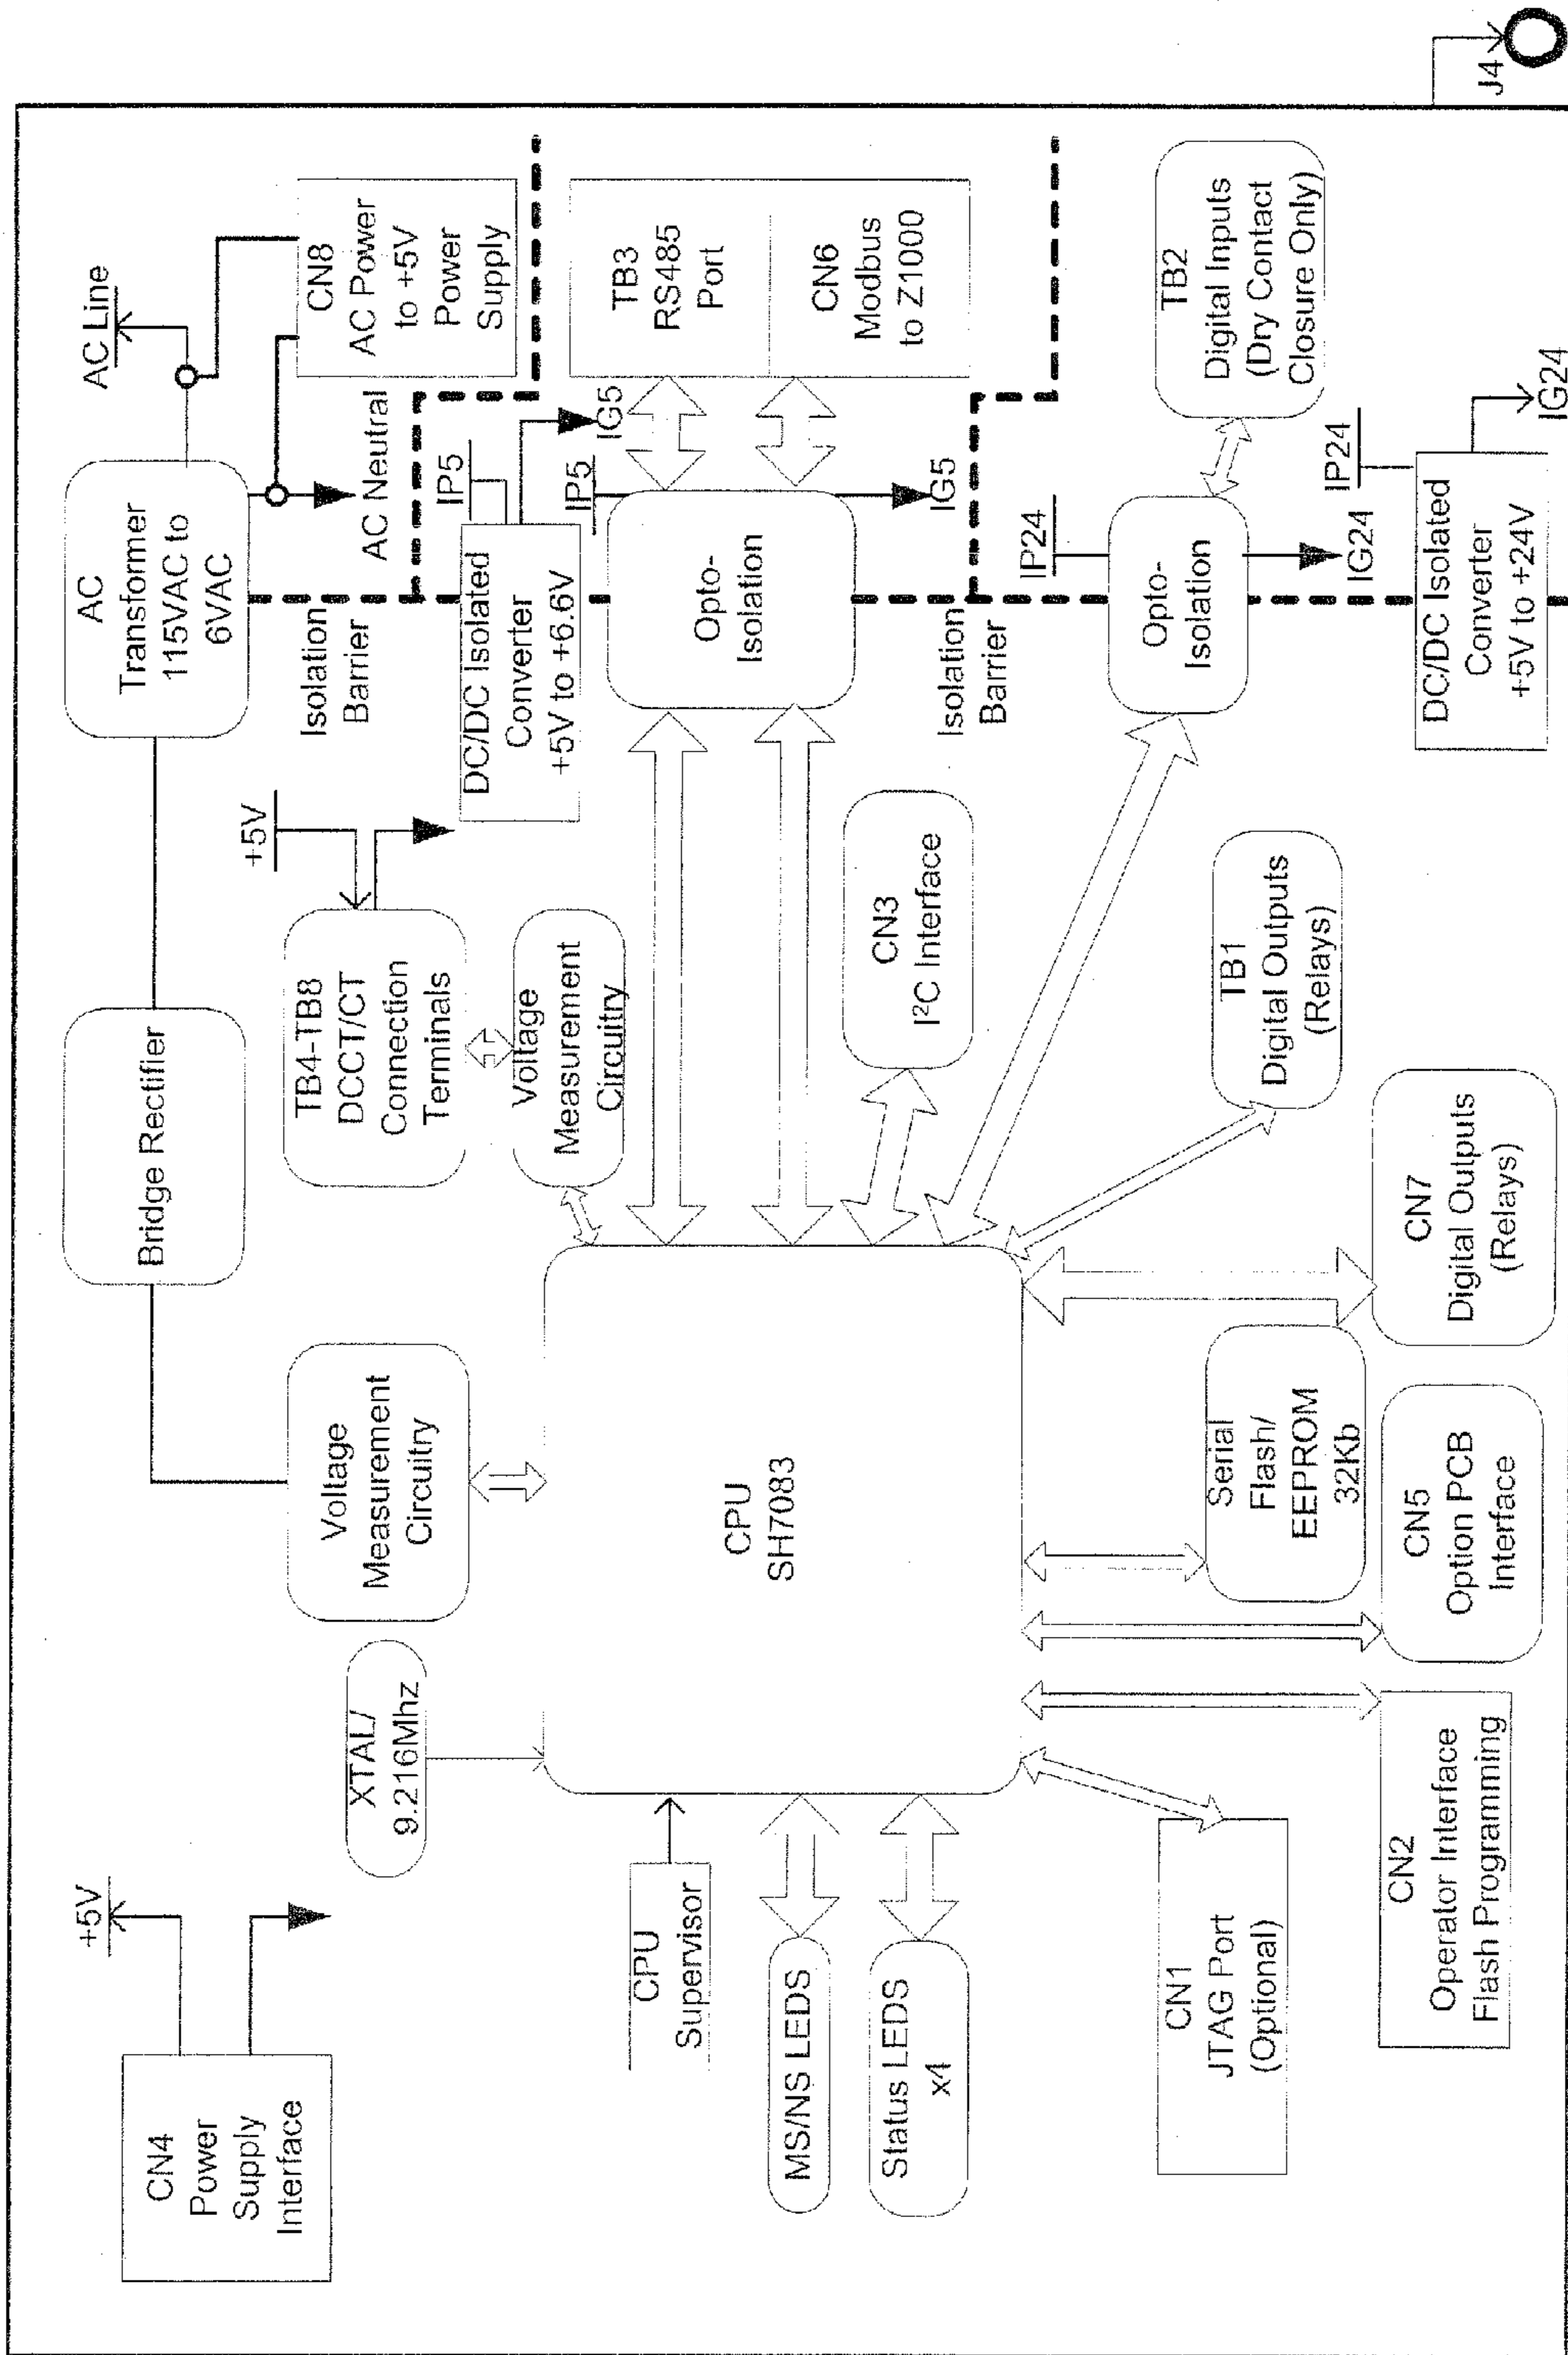 CN4
Power
Supply
Interface
+5V
Bridge Rectifier
AC
Transformer
115VAC to
6VAC
AC Line
AC Neutral
CN8
AC Power
to +5V
Power
Supply
XTAL/
9.216Mhz
Voltage
Measurement
Circuitry
+5V
TB4-TB8
DCCT/CT
Connection
Terminals
Voltage
Measurement
Circuitry
Isolation
Barrier
IP5
IG5
DC/DC Isolated
Converter
+5V to +6.6V
IP5
Opto-
Isolation
IG5
TB3
RS485
Port
CN6
Modbus
to Z1000
CPU
Supervisor
MS/NS LEDS
Status LEDS
x4
CPU
SH7083
CN3
I²C Interface
Isolation
Barrier
IP24
Opto-
Isolation
IG24
TB2
Digital Inputs
(Dry Contact
Closure Only)
CN1
JTAG Port
(Optional)
CN2
Operator Interface
Flash Programming
Serial
Flash/
EEPROM
32Kb
CN5
Option PCB
Interface
TB1
Digital Outputs
(Relays)
CN7
Digital Outputs
(Relays)
IP24
DC/DC Isolated
Converter
+5V to +24V
IG24
J4